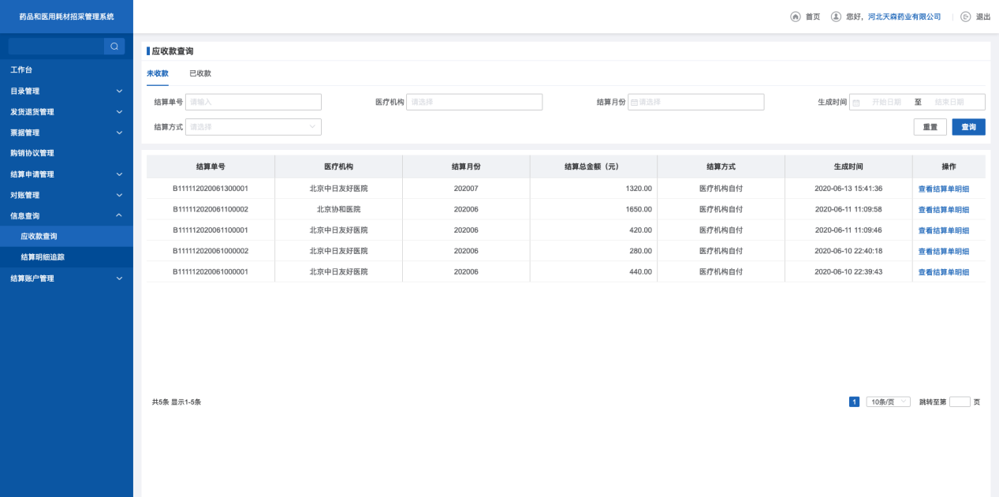 药品和医用耗材招采管理系统
首页 您好, 河北天森药业有限公司 退出
工作台
目录管理
发货退货管理
票据管理
购销协议管理
结算申请管理
对账管理
信息查询
应收款查询
结算明细追踪
结算账户管理
应收款查询
未收款 已收款
结算单号 请输入 医疗机构 请选择 结算月份 请选择 生成时间 开始日期 至 结束日期
结算方式 请选择 重置 查询
结算单号 医疗机构 结算月份 结算总金额（元） 结算方式 生成时间 操作
B111112020061300001 北京中日友好医院 202007 1320.00 医疗机构自付 2020-06-13 15:41:36 查看结算单明细
B111112020061100002 北京协和医院 202006 1650.00 医疗机构自付 2020-06-11 11:09:58 查看结算单明细
B111112020061100001 北京中日友好医院 202006 420.00 医疗机构自付 2020-06-11 11:09:46 查看结算单明细
B111112020061000002 北京中日友好医院 202006 280.00 医疗机构自付 2020-06-10 22:40:18 查看结算单明细
B111112020061000001 北京中日友好医院 202006 440.00 医疗机构自付 2020-06-10 22:39:43 查看结算单明细
共5条 显示1-5条 1 10条/页 跳转至第 页